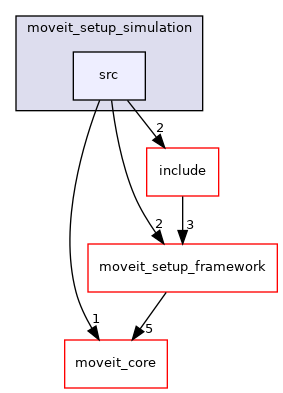 moveit_setup_simulation
src
2
include
2
3
moveit_setup_framework
1
5
moveit_core